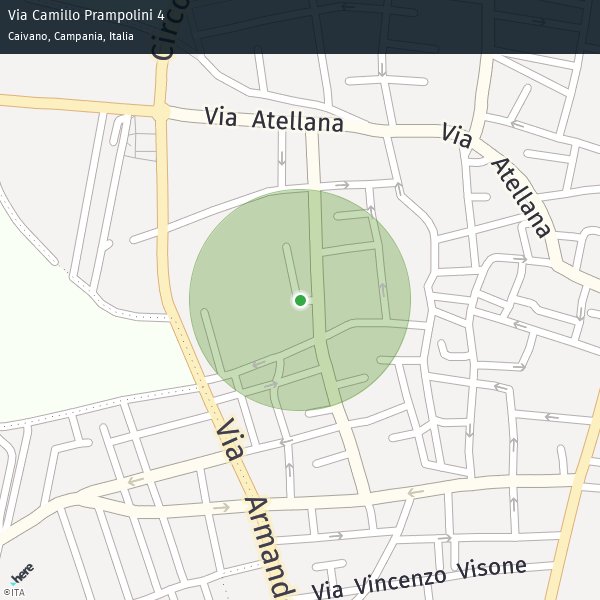 Via Camillo Prampolini 4
Caivano, Campania, Italia
Circo
Via Atellana
Via Atellana
Via Armand
Via Vincenzo Visone
here
©ITA